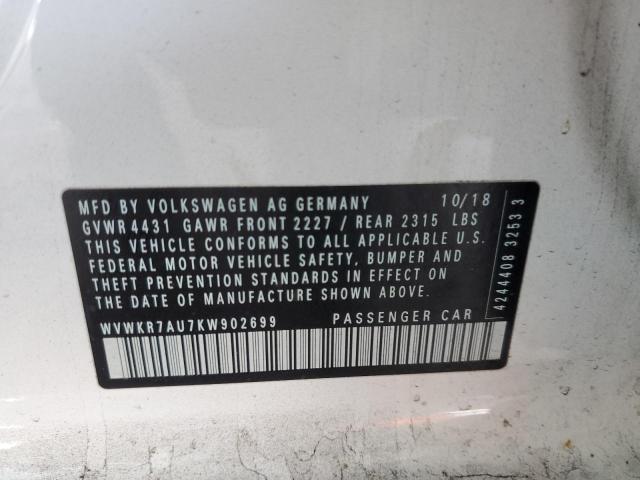 MFD BY VOLKSWAGEN AG GERMANY 10/18
GVWR 4431 GAWR FRONT 2227 / REAR 2315 LBS
THIS VEHICLE CONFORMS TO ALL APPLICABLE U.S.
FEDERAL MOTOR VEHICLE SAFETY, BUMPER AND
THEFT PREVENTION STANDARDS IN EFFECT ON
THE DATE OF MANUFACTURE SHOWN ABOVE.
WVWKR7AU7KW902699 PASSENGER CAR
4244408 3253 3